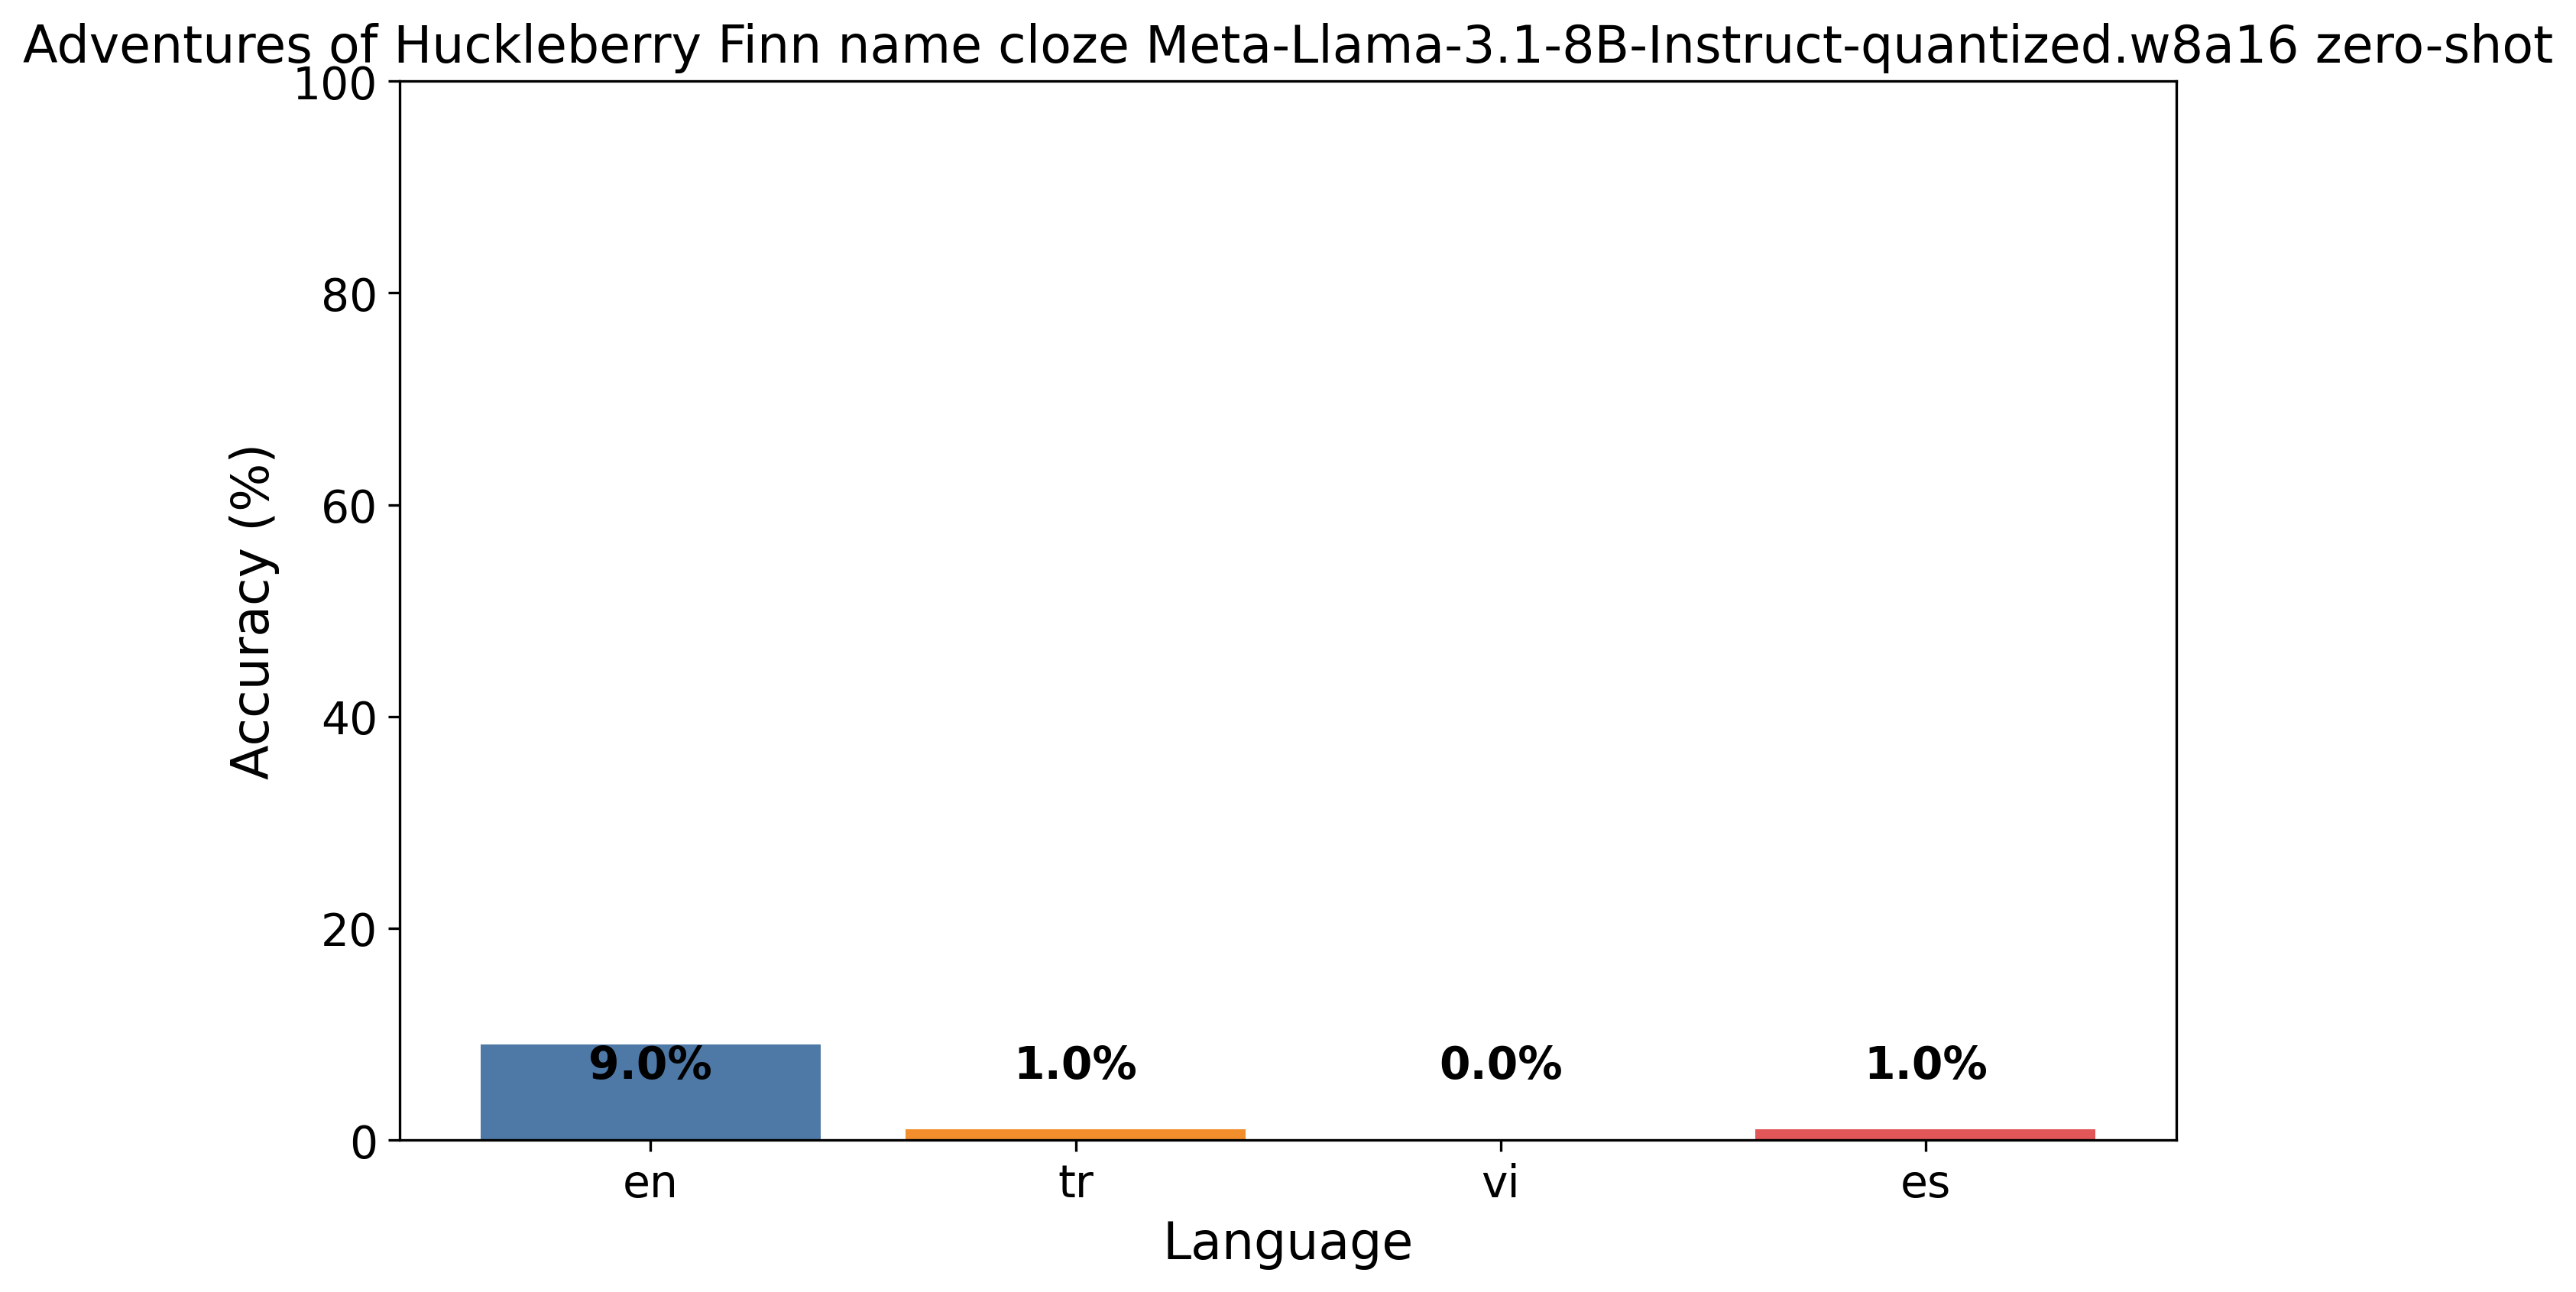 Adventures of Huckleberry Finn name cloze Meta-Llama-3.1-8B-Instruct-quantized.w8a16 zero-shot
100
80
60
40
20
0
Accuracy (%)
9.0%
1.0%
0.0%
1.0%
en
tr
vi
es
Language